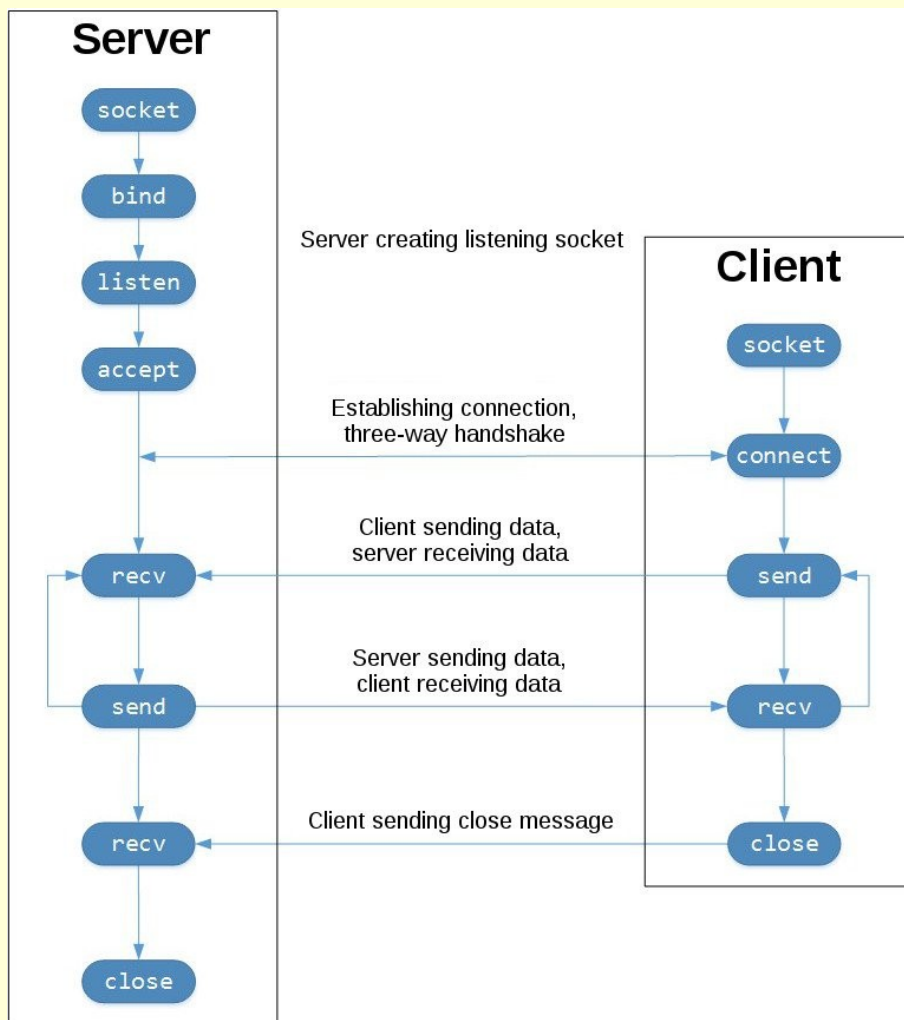 Server
socket
bind
listen
accept
recv
send
recv
close
Server creating listening socket
Establishing connection,
three-way handshake
Client sending data,
server receiving data
Server sending data,
client receiving data
Client sending close message
Client
socket
connect
send
recv
close